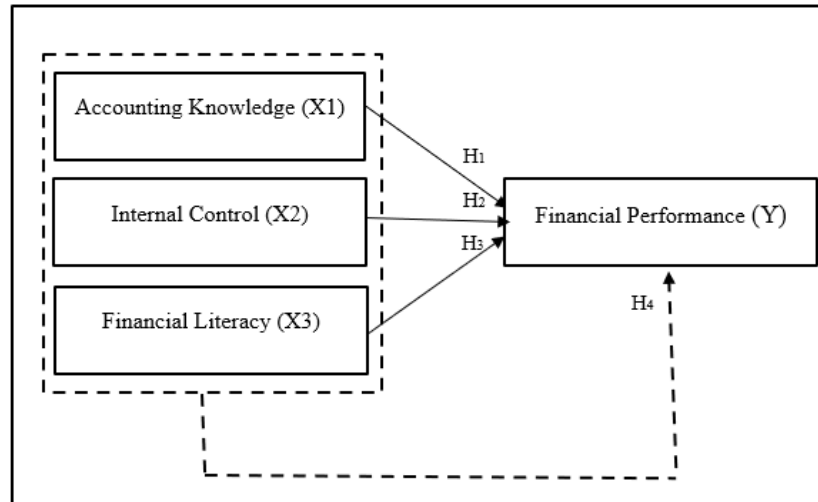 Accounting Knowledge (X1)
H1
Internal Control (X2)
H2
Financial Performance (Y)
H3
Financial Literacy (X3)
H4